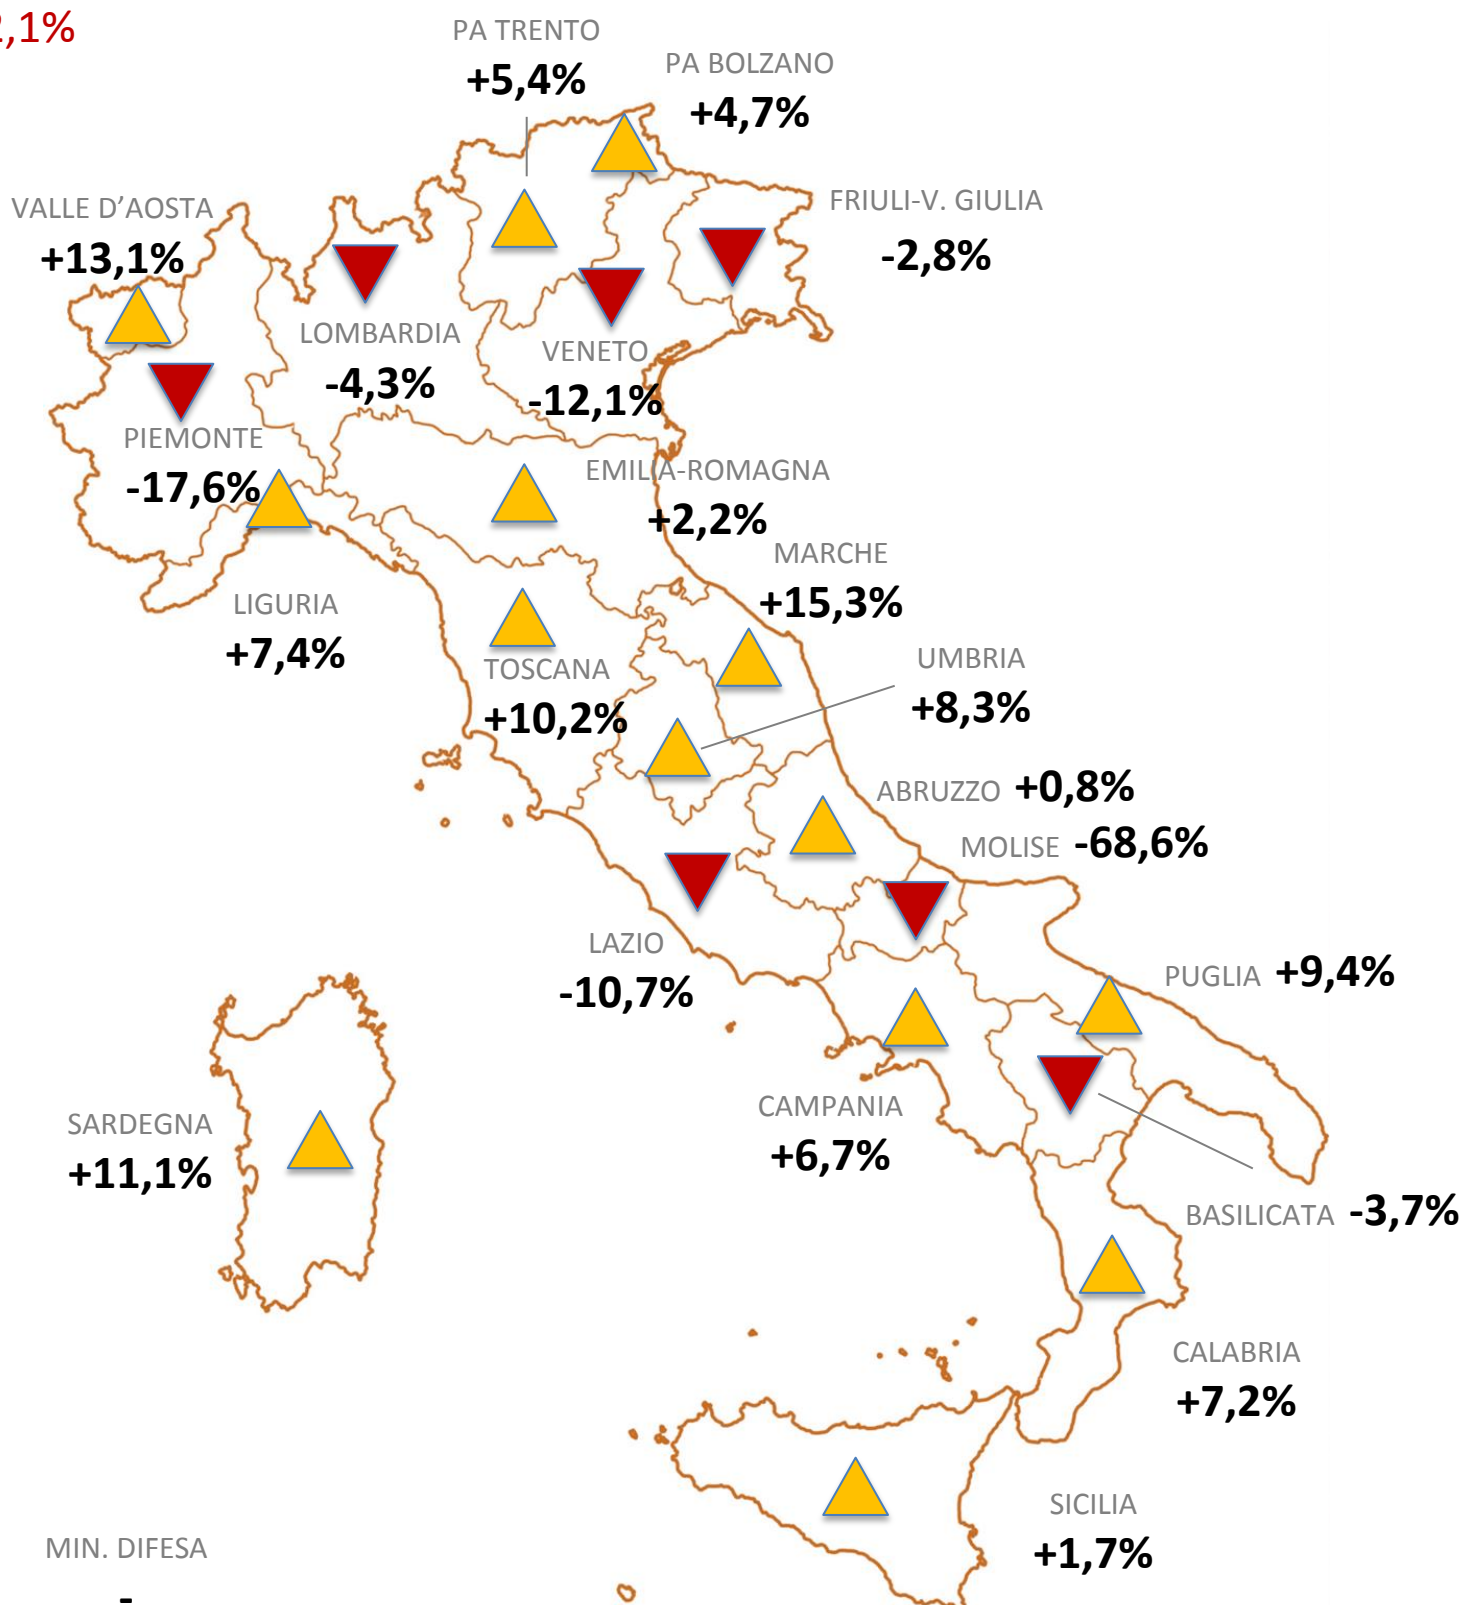 2,1%
PA TRENTO
+5,4%
PA BOLZANO
+4,7%
VALLE D'AOSTA
+13,1%
FRIULI-V. GIULIA
-2,8%
LOMBARDIA
-4,3%
VENETO
-12,1%
PIEMONTE
-17,6%
EMILIA-ROMAGNA
+2,2%
MARCHE
+15,3%
LIGURIA
+7,4%
TOSCANA
+10,2%
UMBRIA
+8,3%
ABRUZZO +0,8%
MOLISE -68,6%
LAZIO
-10,7%
PUGLIA +9,4%
CAMPANIA
+6,7%
SARDEGNA
+11,1%
BASILICATA -3,7%
CALABRIA
+7,2%
SICILIA
+1,7%
MIN. DIFESA
-